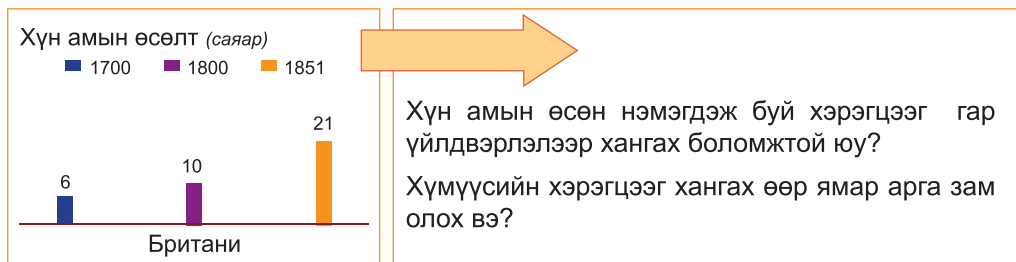 Хүн амын өсөлт (саяар)
1700 1800 1851
6
10
21
Британи
Хүн амын өсөн нэмэгдэж буй хэрэгцээг гар
үйлдвэрлэлээр хангах боломжтой юу?
Хүмүүсийн хэрэгцээг хангах өөр ямар арга зам
олох вэ?